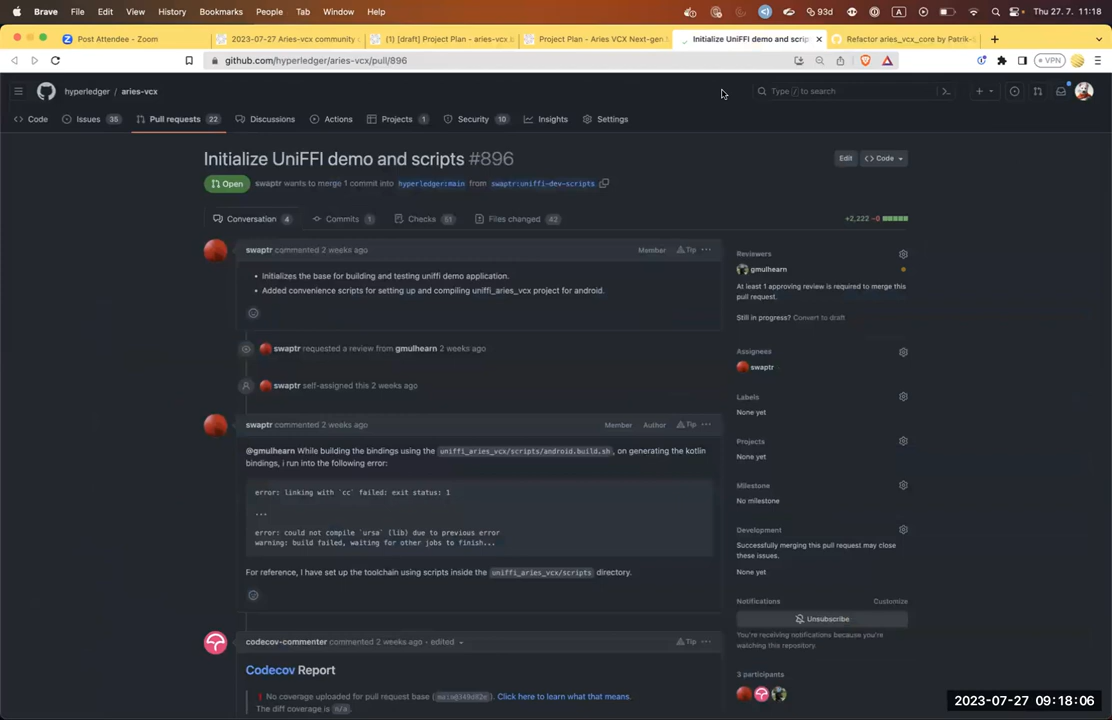 Brave File Edit View History Bookmarks People Tab Window Help 93d A Thu 27. 7. 11:18
Post Attendee - Zoom 2023-07-27 Aries-vcx community (1) [draft] Project Plan - aries-vcx Project Plan - Aries VCX Next-gen Initialize UniFFI demo and scrip Refactor aries_vcx_core by Patrik-S
github.com/hyperledger/aries-vcx/pull/896 VPN
hyperledger / aries-vcx Type / to search
Code Issues 35 Pull requests 22 Discussions Actions Projects 1 Security 10 Insights Settings
Initialize UniFFI demo and scripts #896 Edit Code
Open swaptr wants to merge 1 commit into hyperledger:main from swaptr:uniffi-dev-scripts
Conversation 4 Commits 1 Checks 51 Files changed 42 +2,222 −0
swaptr commented 2 weeks ago Member Tip
Initializes the base for building and testing uniffi demo application.
Added convenience scripts for setting up and compiling uniffi_aries_vcx project for android.
swaptr requested a review from gmulhearn 2 weeks ago
swaptr self-assigned this 2 weeks ago
swaptr commented 2 weeks ago Member Author Tip
@gmulhearn While building the bindings using the uniffi_aries_vcx/scripts/android.build.sh, on generating the kotlin
bindings, i run into the following error:
error: linking with `cc` failed: exit status: 1
...
error: could not compile `ursa` (lib) due to previous error
warning: build failed, waiting for other jobs to finish...
For reference, I have set up the toolchain using scripts inside the uniffi_aries_vcx/scripts directory.
codecov-commenter commented 2 weeks ago • edited Tip
Codecov Report
! No coverage uploaded for pull request base
Click here to learn what that means.
The diff coverage is n/a.
Reviewers
gmulhearn
At least 1 approving review is required to merge this
pull request.
Still in progress? Convert to draft
Assignees
swaptr
Labels
None yet
Projects
None yet
Milestone
No milestone
Development
Successfully merging this pull request may close
these issues.
None yet
Notifications Customize
Unsubscribe
You're receiving notifications because you're
watching this repository.
3 participants
2023-07-27 09:18:06